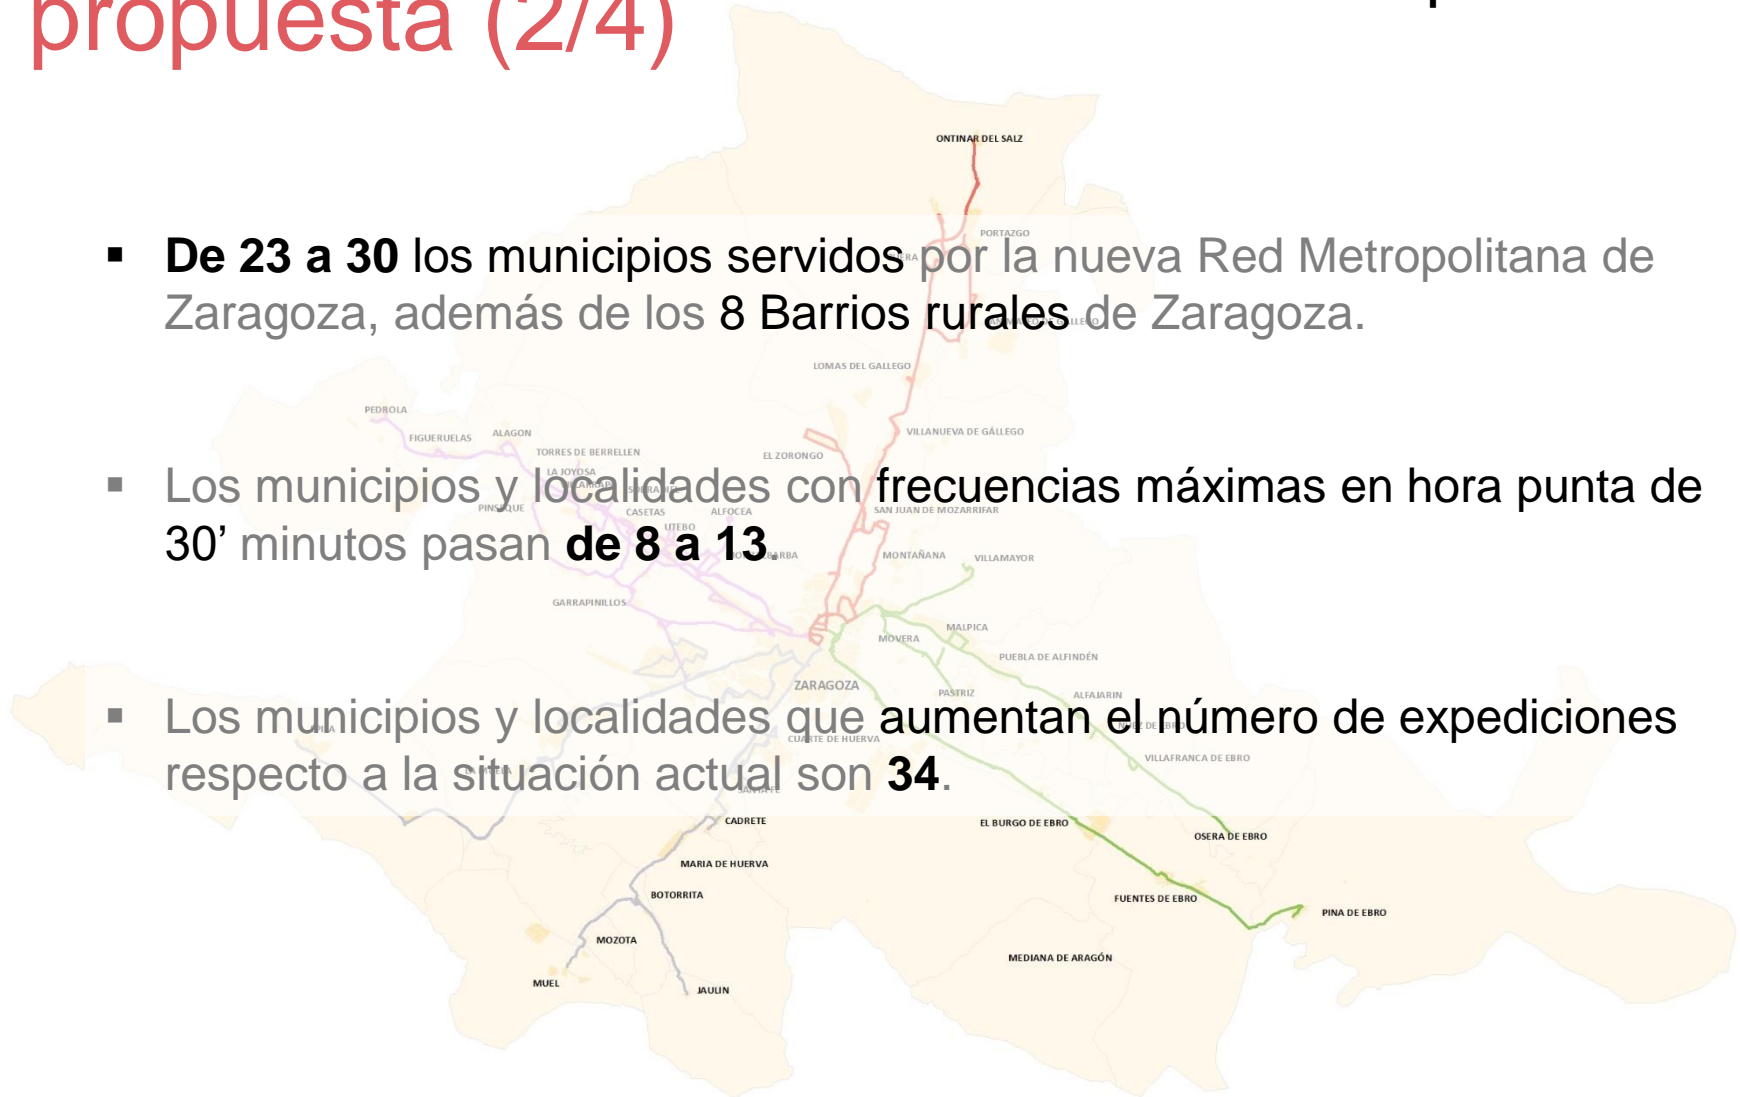 propuesta (2/4)
ONTINAR DEL SALZ
PORTAZGO
▪ De 23 a 30 los municipios servidos por la nueva Red Metropolitana de
Zaragoza, además de los 8 Barrios rurales de Zaragoza.
LOMAS DEL GALLEGO
PEDROLA
FIGUERUELAS
ALAGON
VILLANUEVA DE GÁLLEGO
TORRES DE BERRELLEN
EL ZORONGO
LA JOYOSA
▪ Los municipios y localidades con frecuencias máximas en hora punta de
30’ minutos pasan de 8 a 13.
PINSEQUE
CASETAS
ALFOCEA
SAN JUAN DE MOZARRIFAR
UTEBO
MONTAÑANA
VILLAMAYOR
GARRAPINILLOS
MALPICA
MOVERA
PUEBLA DE ALFINDÉN
ZARAGOZA
PASTRIZ
ALFAJARIN
▪ Los municipios y localidades que aumentan el número de expediciones
respecto a la situación actual son 34.
CUARTE DE HUERVA
VILLAFRANCA DE EBRO
LA MUELA
SANTA FE
CADRETE
EL BURGO DE EBRO
OSERA DE EBRO
MARIA DE HUERVA
BOTORRITA
FUENTES DE EBRO
PINA DE EBRO
MOZOTA
MEDIANA DE ARAGÓN
MUEL
JAULIN